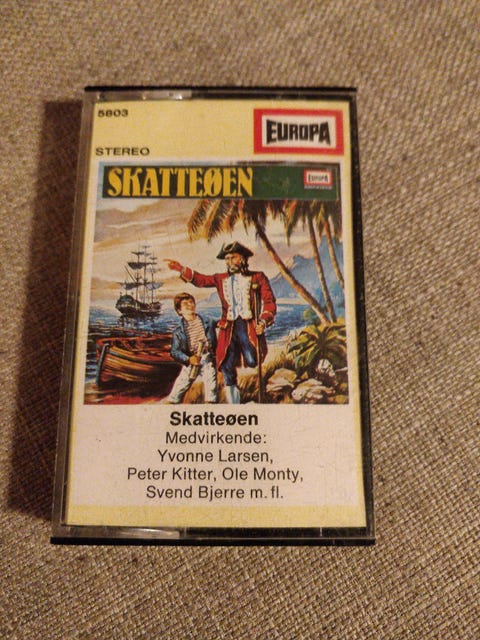 5803
EUROPA
STEREO
SKATTEØEN
EUROPA
Skatteøen
Medvirkende:
Yvonne Larsen,
Peter Kitter, Ole Monty,
Svend Bjerre m. fl.